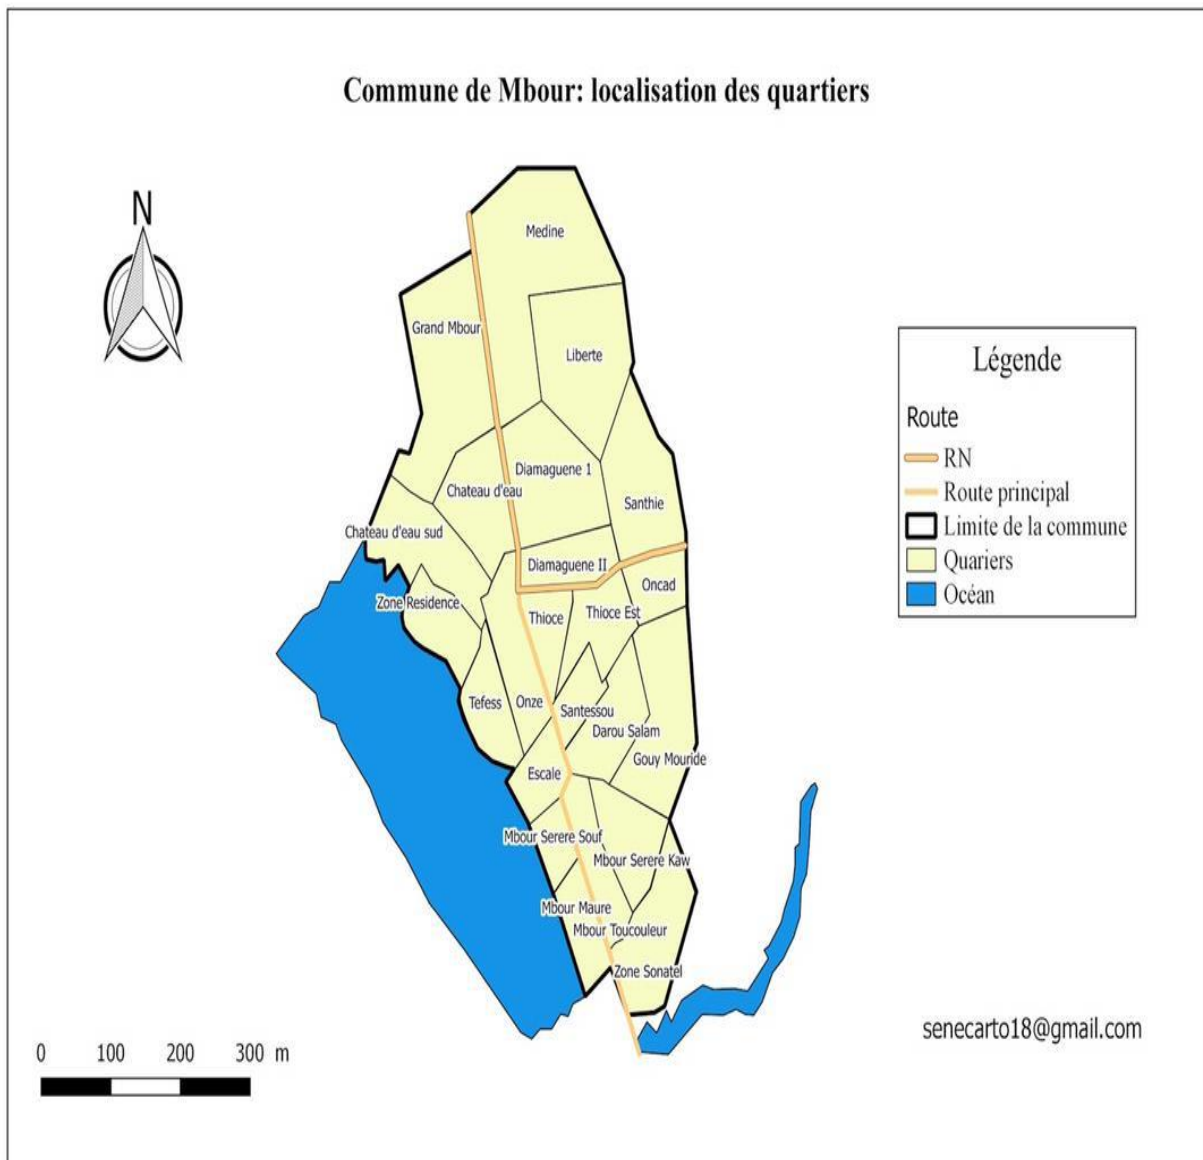 Commune de Mbour: localisation des quartiers
N
Medine
Grand Mbour
Liberte
Diamaguene 1
Chateau d'eau
Santhie
Chateau d'eau sud
Diamaguene II
Oncad
Zone Residence
Thioce
Thioce Est
Tefess
Onze
Santessou
Darou Salam
Gouy Mouride
Escale
Mbour Serere Souf
Mbour Serere Kaw
Mbour Maure
Mbour Toucouleur
Zone Sonatel
Légende
Route
RN
Route principal
Limite de la commune
Quariers
Océan
senecarto18@gmail.com
0 100 200 300 m